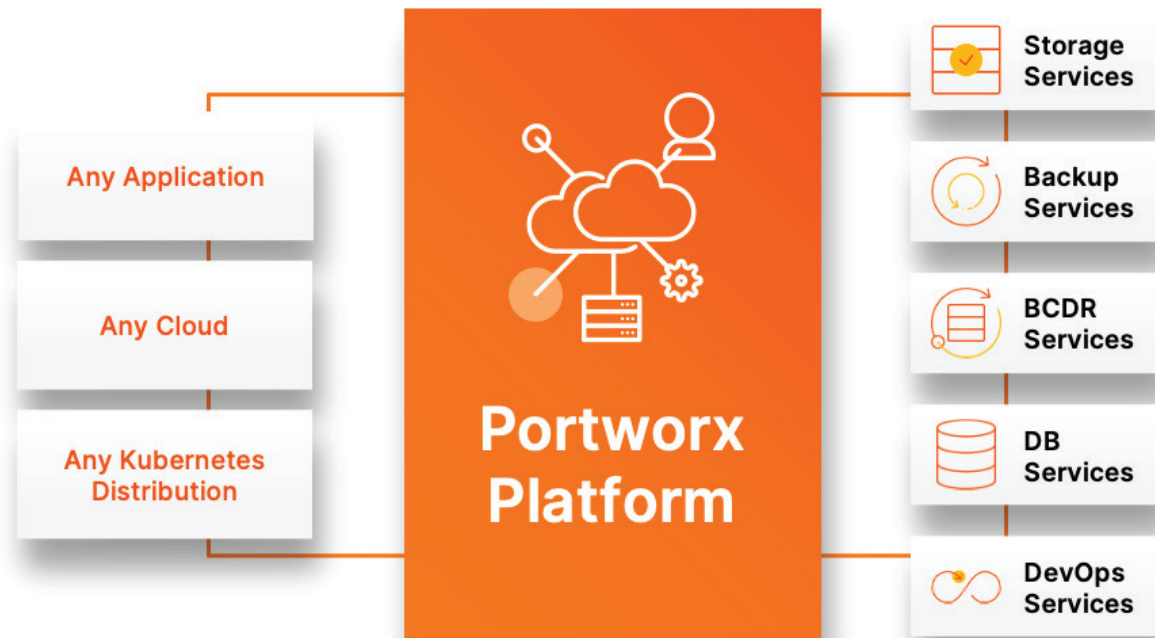 Any Application
Any Cloud
Any Kubernetes
Distribution
Portworx
Platform
Storage
Services
Backup
Services
BCDR
Services
DB
Services
DevOps
Services